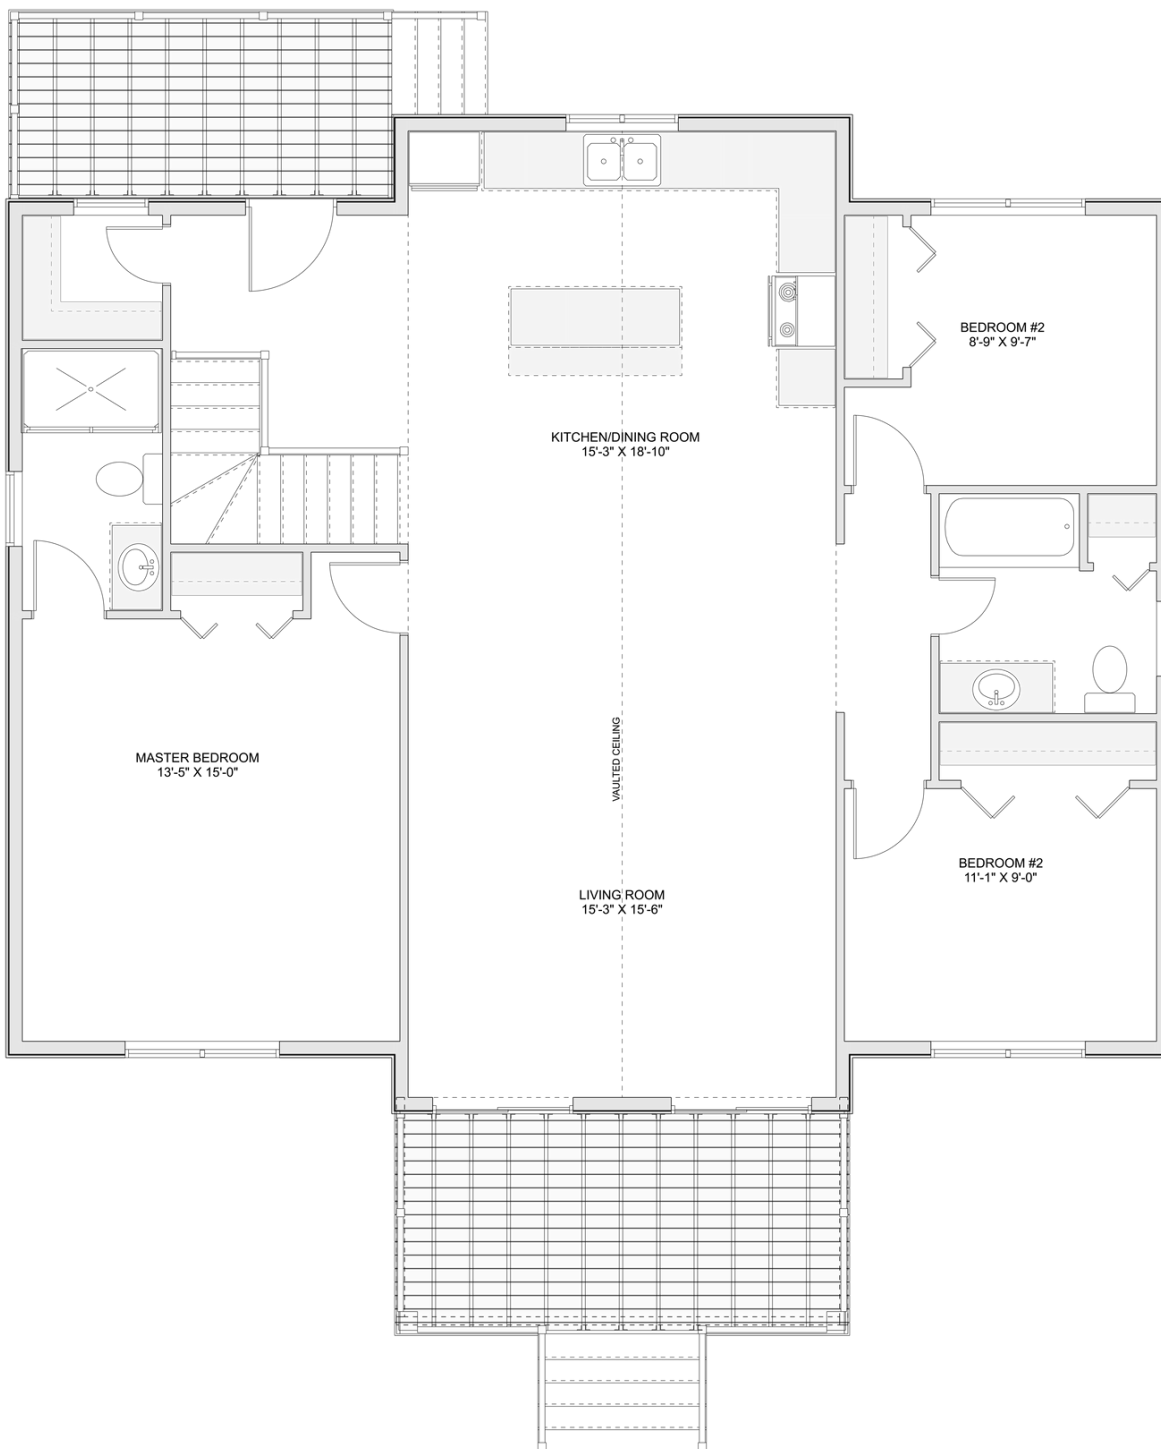 BEDROOM #2
8'-9" X 9'-7"
KITCHEN/DINING ROOM
15'-3" X 18'-10"
MASTER BEDROOM
13'-5" X 15'-0"
VAULTED CEILING
BEDROOM #2
11'-1" X 9'-0"
LIVING ROOM
15'-3" X 15'-6"